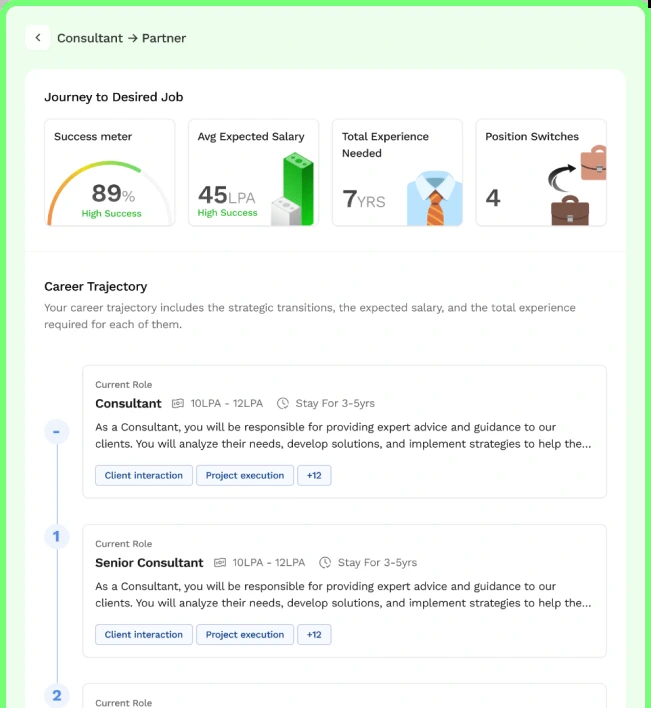 Consultant → Partner
Journey to Desired Job
Success meter
89%
High Success
Avg Expected Salary
45LPA
High Success
Total Experience
Needed
7YRS
Position Switches
4
Career Trajectory
Your career trajectory includes the strategic transitions, the expected salary, and the total experience
required for each of them.
-
Current Role
Consultant 10LPA - 12LPA Stay For 3-5yrs
As a Consultant, you will be responsible for providing expert advice and guidance to our
clients. You will analyze their needs, develop solutions, and implement strategies to help the...
Client interaction Project execution +12
1
Current Role
Senior Consultant 10LPA - 12LPA Stay For 3-5yrs
As a Consultant, you will be responsible for providing expert advice and guidance to our
clients. You will analyze their needs, develop solutions, and implement strategies to help the...
Client interaction Project execution +12
2
Current Role